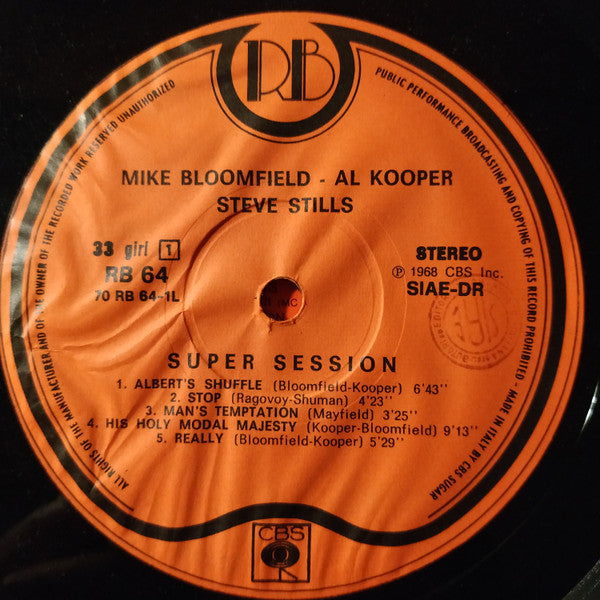 RB
ALL RIGHTS OF THE MANUFACTURER AND OF THE OWNER OF THE RECORDED WORK RESERVED UNAUTHORIZED
PUBLIC PERFORMANCE BROADCASTING AND COPYING OF THIS RECORD PROHIBITED - MADE IN ITALY BY CBS SUGAR
MIKE BLOOMFIELD - AL KOOPER
STEVE STILLS
33 giri 1
STEREO
RB 64
℗ 1968 CBS Inc.
70 RB 64-1L
SIAE-DR
SUPER SESSION
1. ALBERT'S SHUFFLE (Bloomfield-Kooper) 6'43''
2. STOP (Ragovoy-Shuman) 4'23''
3. MAN'S TEMPTATION (Mayfield) 3'25''
4. HIS HOLY MODAL MAJESTY (Kooper-Bloomfield) 9'13''
5. REALLY (Bloomfield-Kooper) 5'29''
CBS